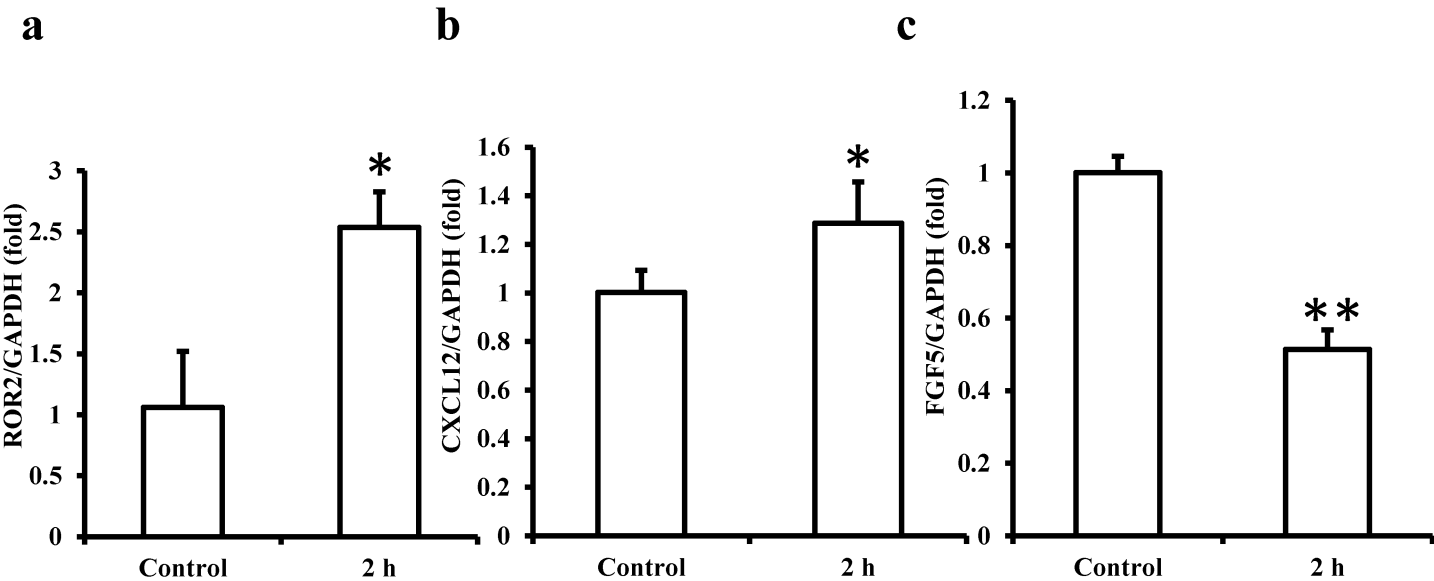 a
ROR2/GAPDH (fold)
3
2.5
2
1.5
1
0.5
0
*
Control
2 h
b
CXCL12/GAPDH (fold)
1.6
1.4
1.2
1
0.8
0.6
0.4
0.2
0
*
Control
2 h
c
FGF5/GAPDH (fold)
1.2
1
0.8
0.6
0.4
0.2
0
**
Control
2 h